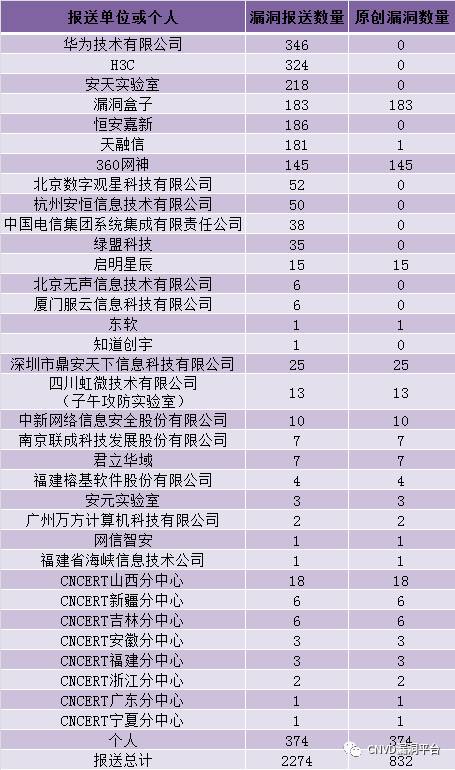 报送单位或个人 漏洞报送数量 原创漏洞数量
华为技术有限公司 346 0
H3C 324 0
安天实验室 218 0
漏洞盒子 183 183
恒安嘉新 186 0
天融信 181 1
360网神 145 145
北京数字观星科技有限公司 52 0
杭州安恒信息技术有限公司 50 0
中国电信集团系统集成有限责任公司 38 0
绿盟科技 35 0
启明星辰 15 15
北京无声信息技术有限公司 6 0
厦门服云信息科技有限公司 6 0
东软 1 1
知道创宇 1 0
深圳市鼎安天下信息科技有限公司 25 25
四川虹微技术有限公司
（子午攻防实验室） 13 13
中新网络信息安全股份有限公司 10 10
南京联成科技发展股份有限公司 7 7
君立华域 7 7
福建榕基软件股份有限公司 4 4
安元实验室 3 3
广州万方计算机科技有限公司 2 2
网信智安 1 1
福建省海峡信息技术公司 1 1
CNCERT山西分中心 18 18
CNCERT新疆分中心 6 6
CNCERT吉林分中心 6 6
CNCERT安徽分中心 3 3
CNCERT福建分中心 3 3
CNCERT浙江分中心 2 2
CNCERT广东分中心 1 1
CNCERT宁夏分中心 1 1
个人 374 374
报送总计 2274 832
CNVD漏洞平台